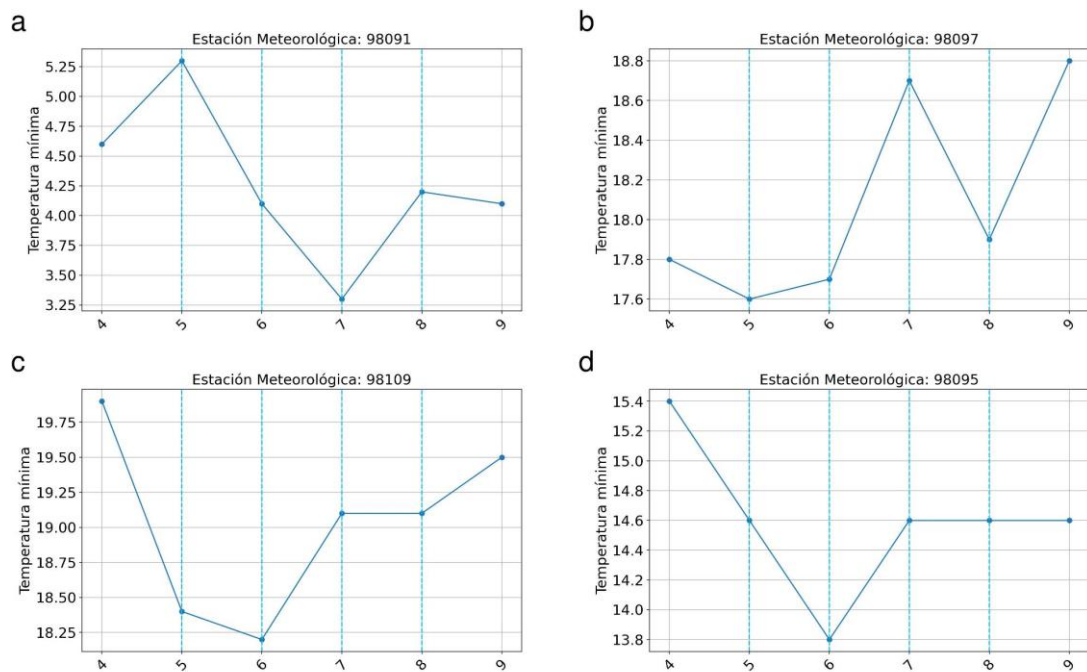 a
Estación Meteorológica: 98091
Temperatura mínima
5.25
5.00
4.75
4.50
4.25
4.00
3.75
3.50
3.25
4 5 6 7 8 9
b
Estación Meteorológica: 98097
Temperatura mínima
18.8
18.6
18.4
18.2
18.0
17.8
17.6
4 5 6 7 8 9
c
Estación Meteorológica: 98109
Temperatura mínima
19.75
19.50
19.25
19.00
18.75
18.50
18.25
4 5 6 7 8 9
d
Estación Meteorológica: 98095
Temperatura mínima
15.4
15.2
15.0
14.8
14.6
14.4
14.2
14.0
13.8
4 5 6 7 8 9